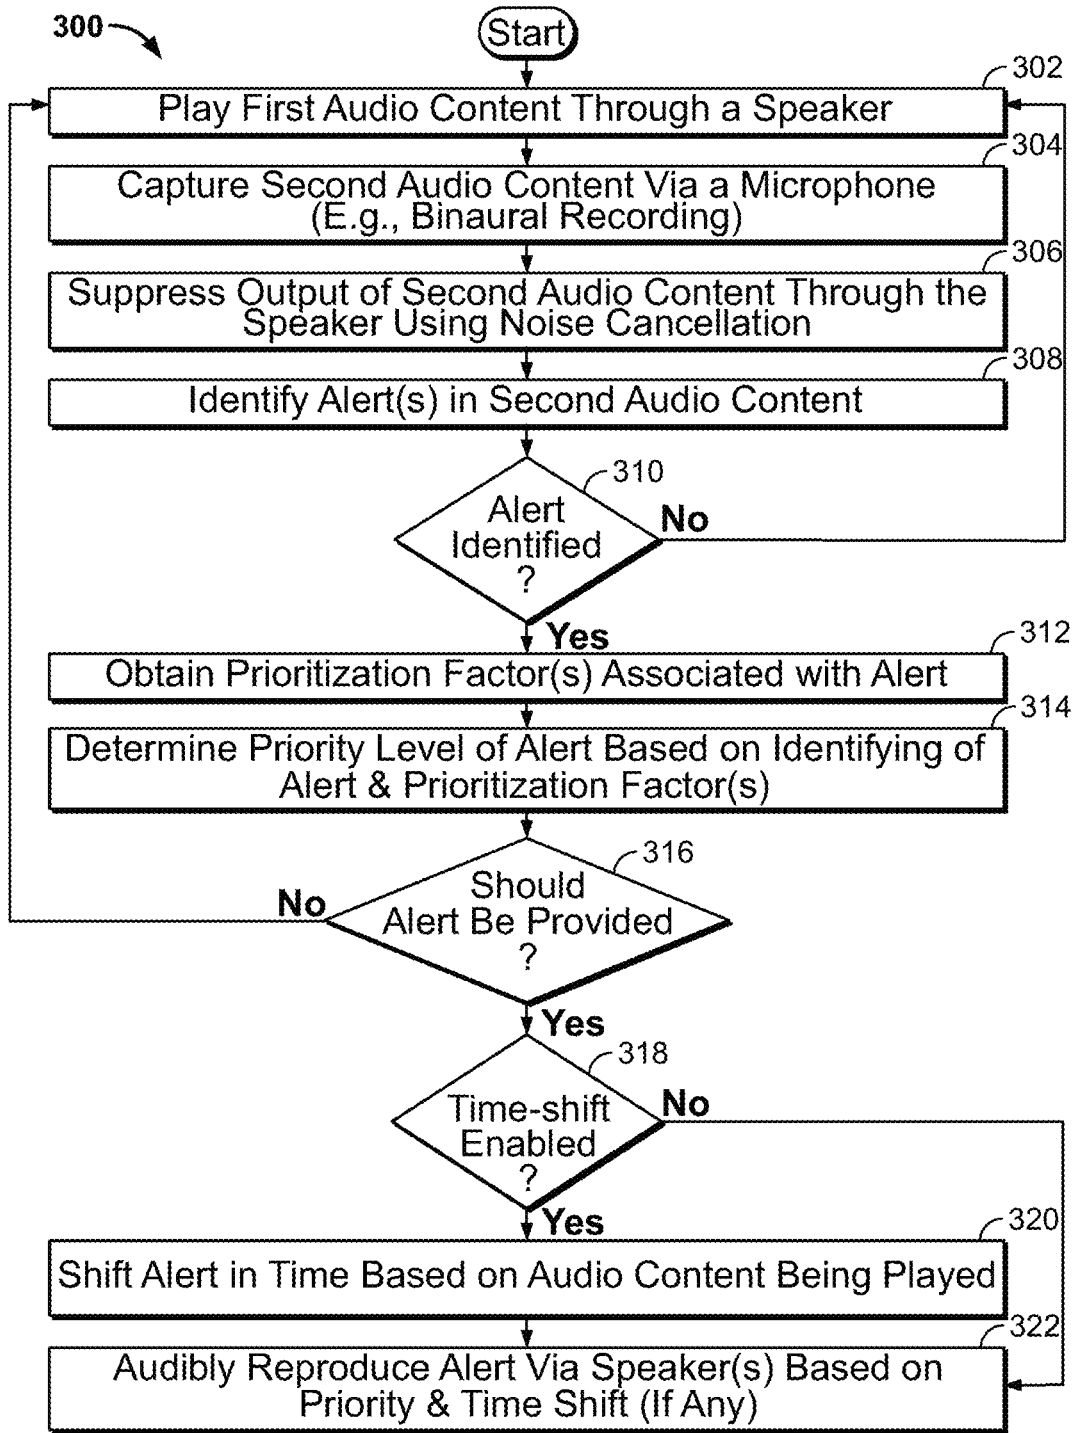 300
Start
302
Play First Audio Content Through a Speaker
304
Capture Second Audio Content Via a Microphone
(E.g., Binaural Recording)
306
Suppress Output of Second Audio Content Through the
Speaker Using Noise Cancellation
308
Identify Alert(s) in Second Audio Content
310
Alert
Identified
?
No
Yes
312
Obtain Prioritization Factor(s) Associated with Alert
314
Determine Priority Level of Alert Based on Identifying of
Alert & Prioritization Factor(s)
316
Should
Alert Be Provided
?
No
Yes
318
Time-shift
Enabled
?
No
Yes
320
Shift Alert in Time Based on Audio Content Being Played
322
Audibly Reproduce Alert Via Speaker(s) Based on
Priority & Time Shift (If Any)